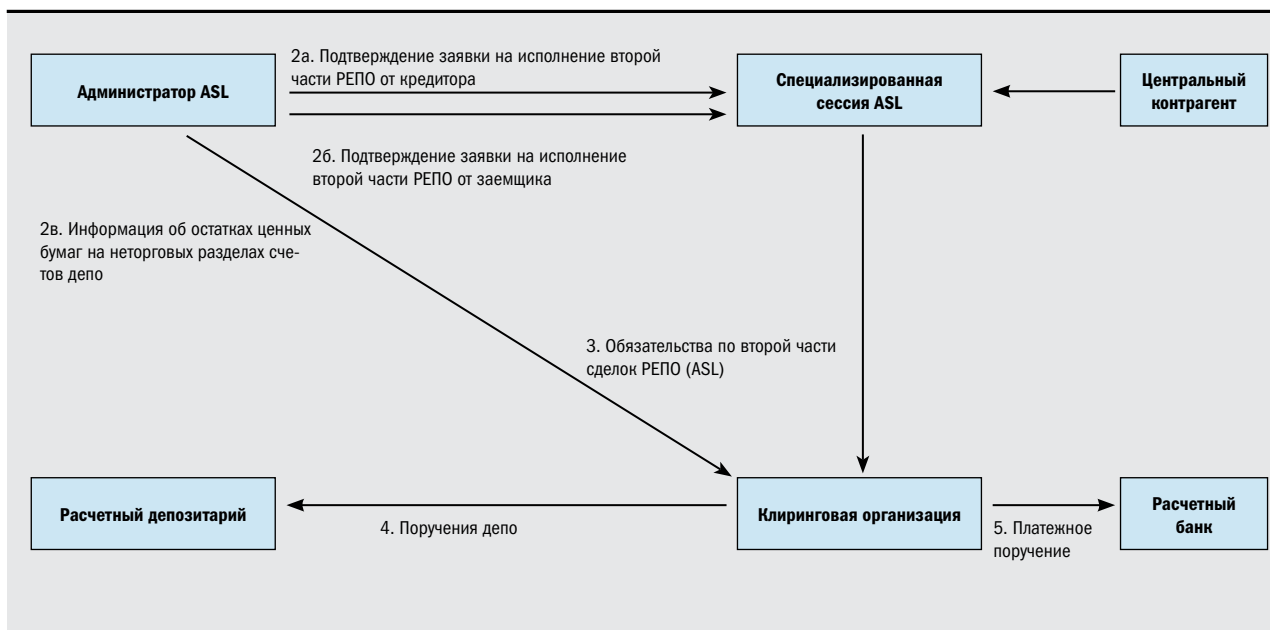 2а. Подтверждение заявки на исполнение второй
части РЕПО от кредитора
Администратор ASL
Специализированная
сессия ASL
Центральный
контрагент
2б. Подтверждение заявки на исполнение
второй части РЕПО от заемщика
2в. Информация об остатках ценных
бумаг на неторговых разделах сче-
тов депо
3. Обязательства по второй части
сделок РЕПО (ASL)
Расчетный депозитарий
4. Поручения депо
Клиринговая организация
5. Платежное
поручение
Расчетный
банк